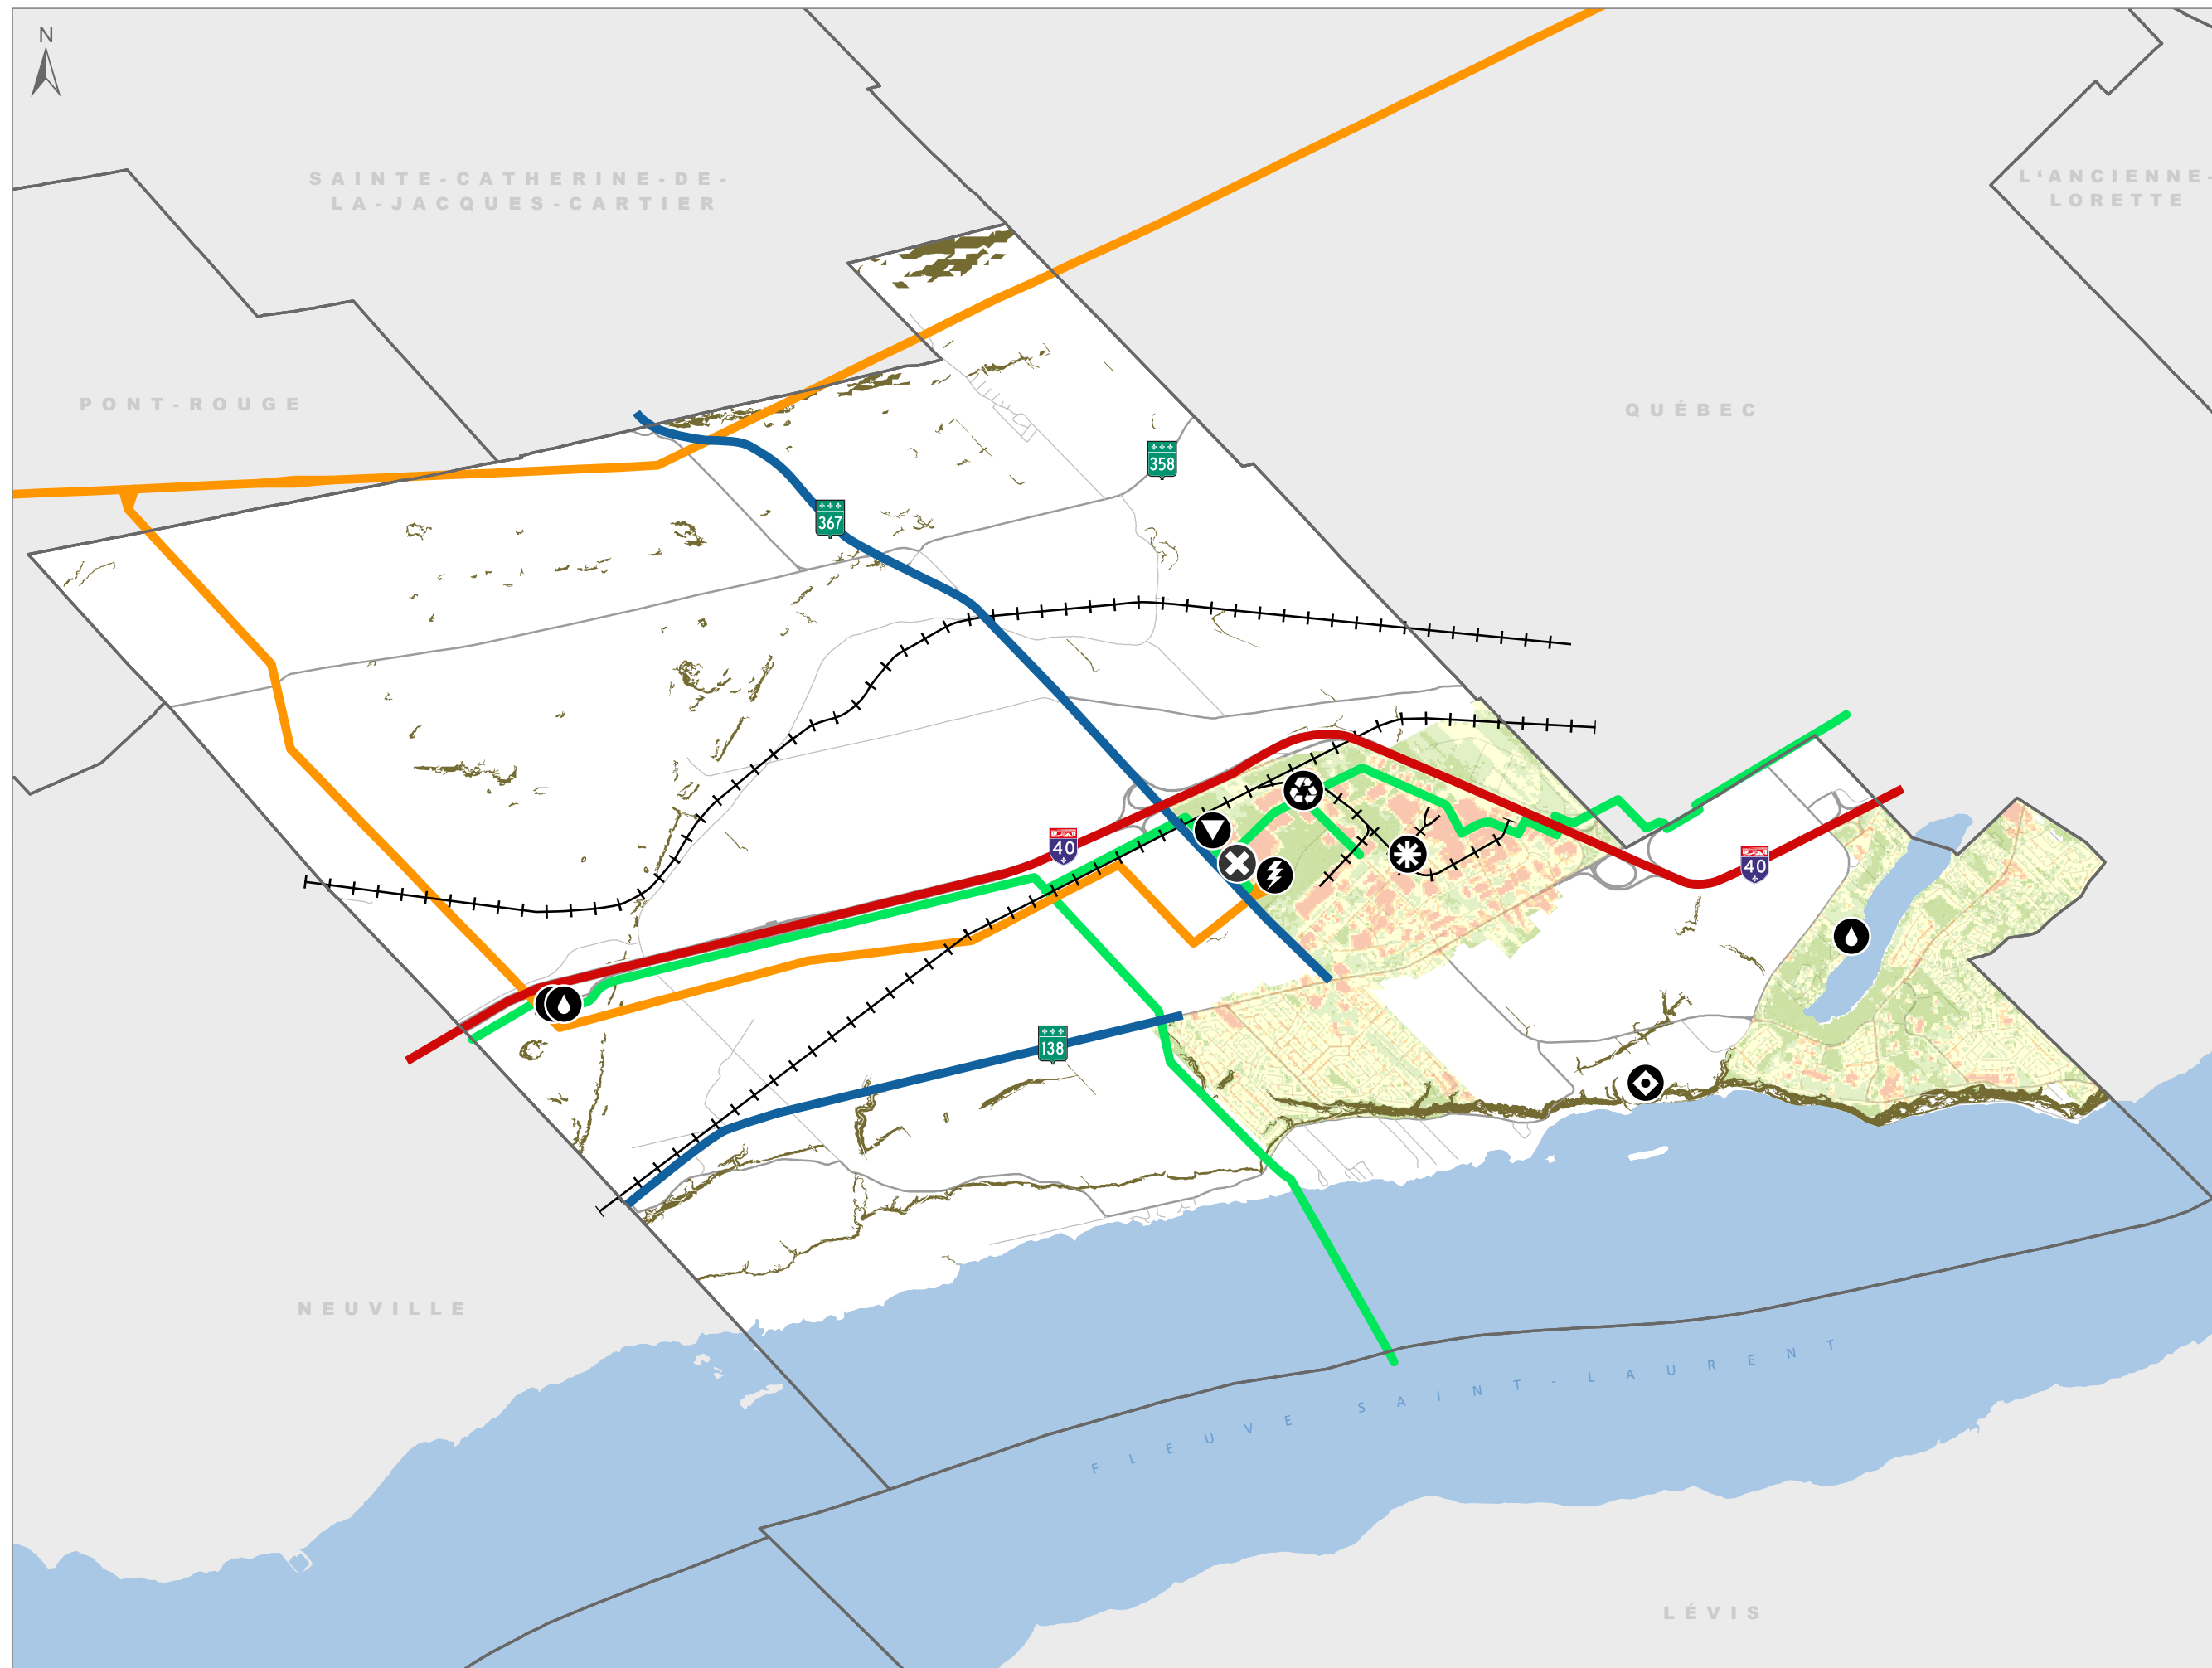 N
SAINTE-CATHERINE-DE-
LA-JACQUES-CARTIER
L'ANCIENNE-
LORETTE
PONT-ROUGE
QUÉBEC
358
367
40
40
138
NEUVILLE
FLEUVE SAINT-LAURENT
LÉVIS